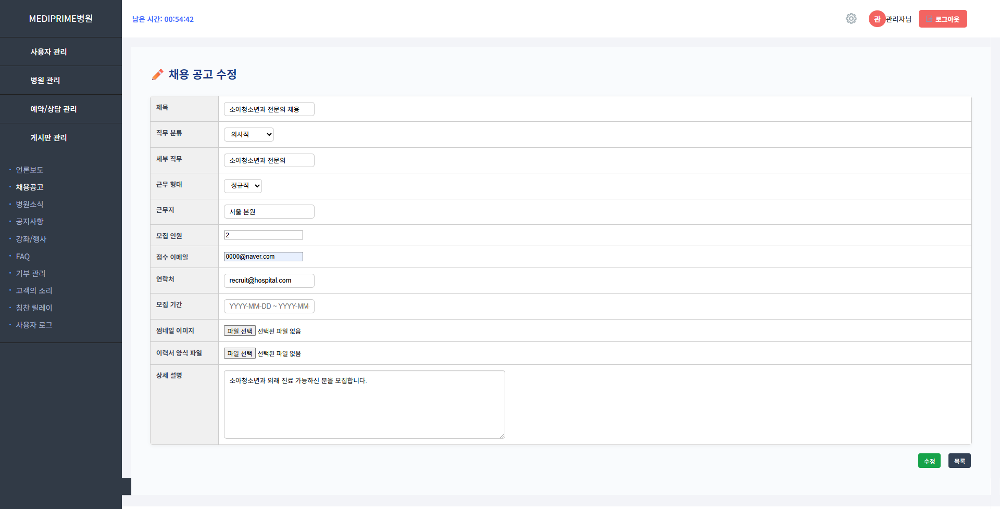 MEDIPRIME병원
남은 시간: 00:54:42
관 관리자님
로그아웃
사용자 관리
병원 관리
예약/상담 관리
게시판 관리
· 언론보도
· 채용공고
· 병원소식
· 공지사항
· 강좌/행사
· FAQ
· 기부 관리
· 고객의 소리
· 칭찬 릴레이
· 사용자 로그
채용 공고 수정
제목 소아청소년과 전문의 채용
직무 분류 의사직
세부 직무 소아청소년과 전문의
근무 형태 정규직
근무지 서울 본원
모집 인원 2
접수 이메일 0000@naver.com
연락처 recruit@hospital.com
모집 기간 YYYY-MM-DD ~ YYYY-MM-
썸네일 이미지 파일 선택 선택된 파일 없음
이력서 양식 파일 파일 선택 선택된 파일 없음
상세 설명 소아청소년과 외래 진료 가능하신 분을 모집합니다.
수정 목록